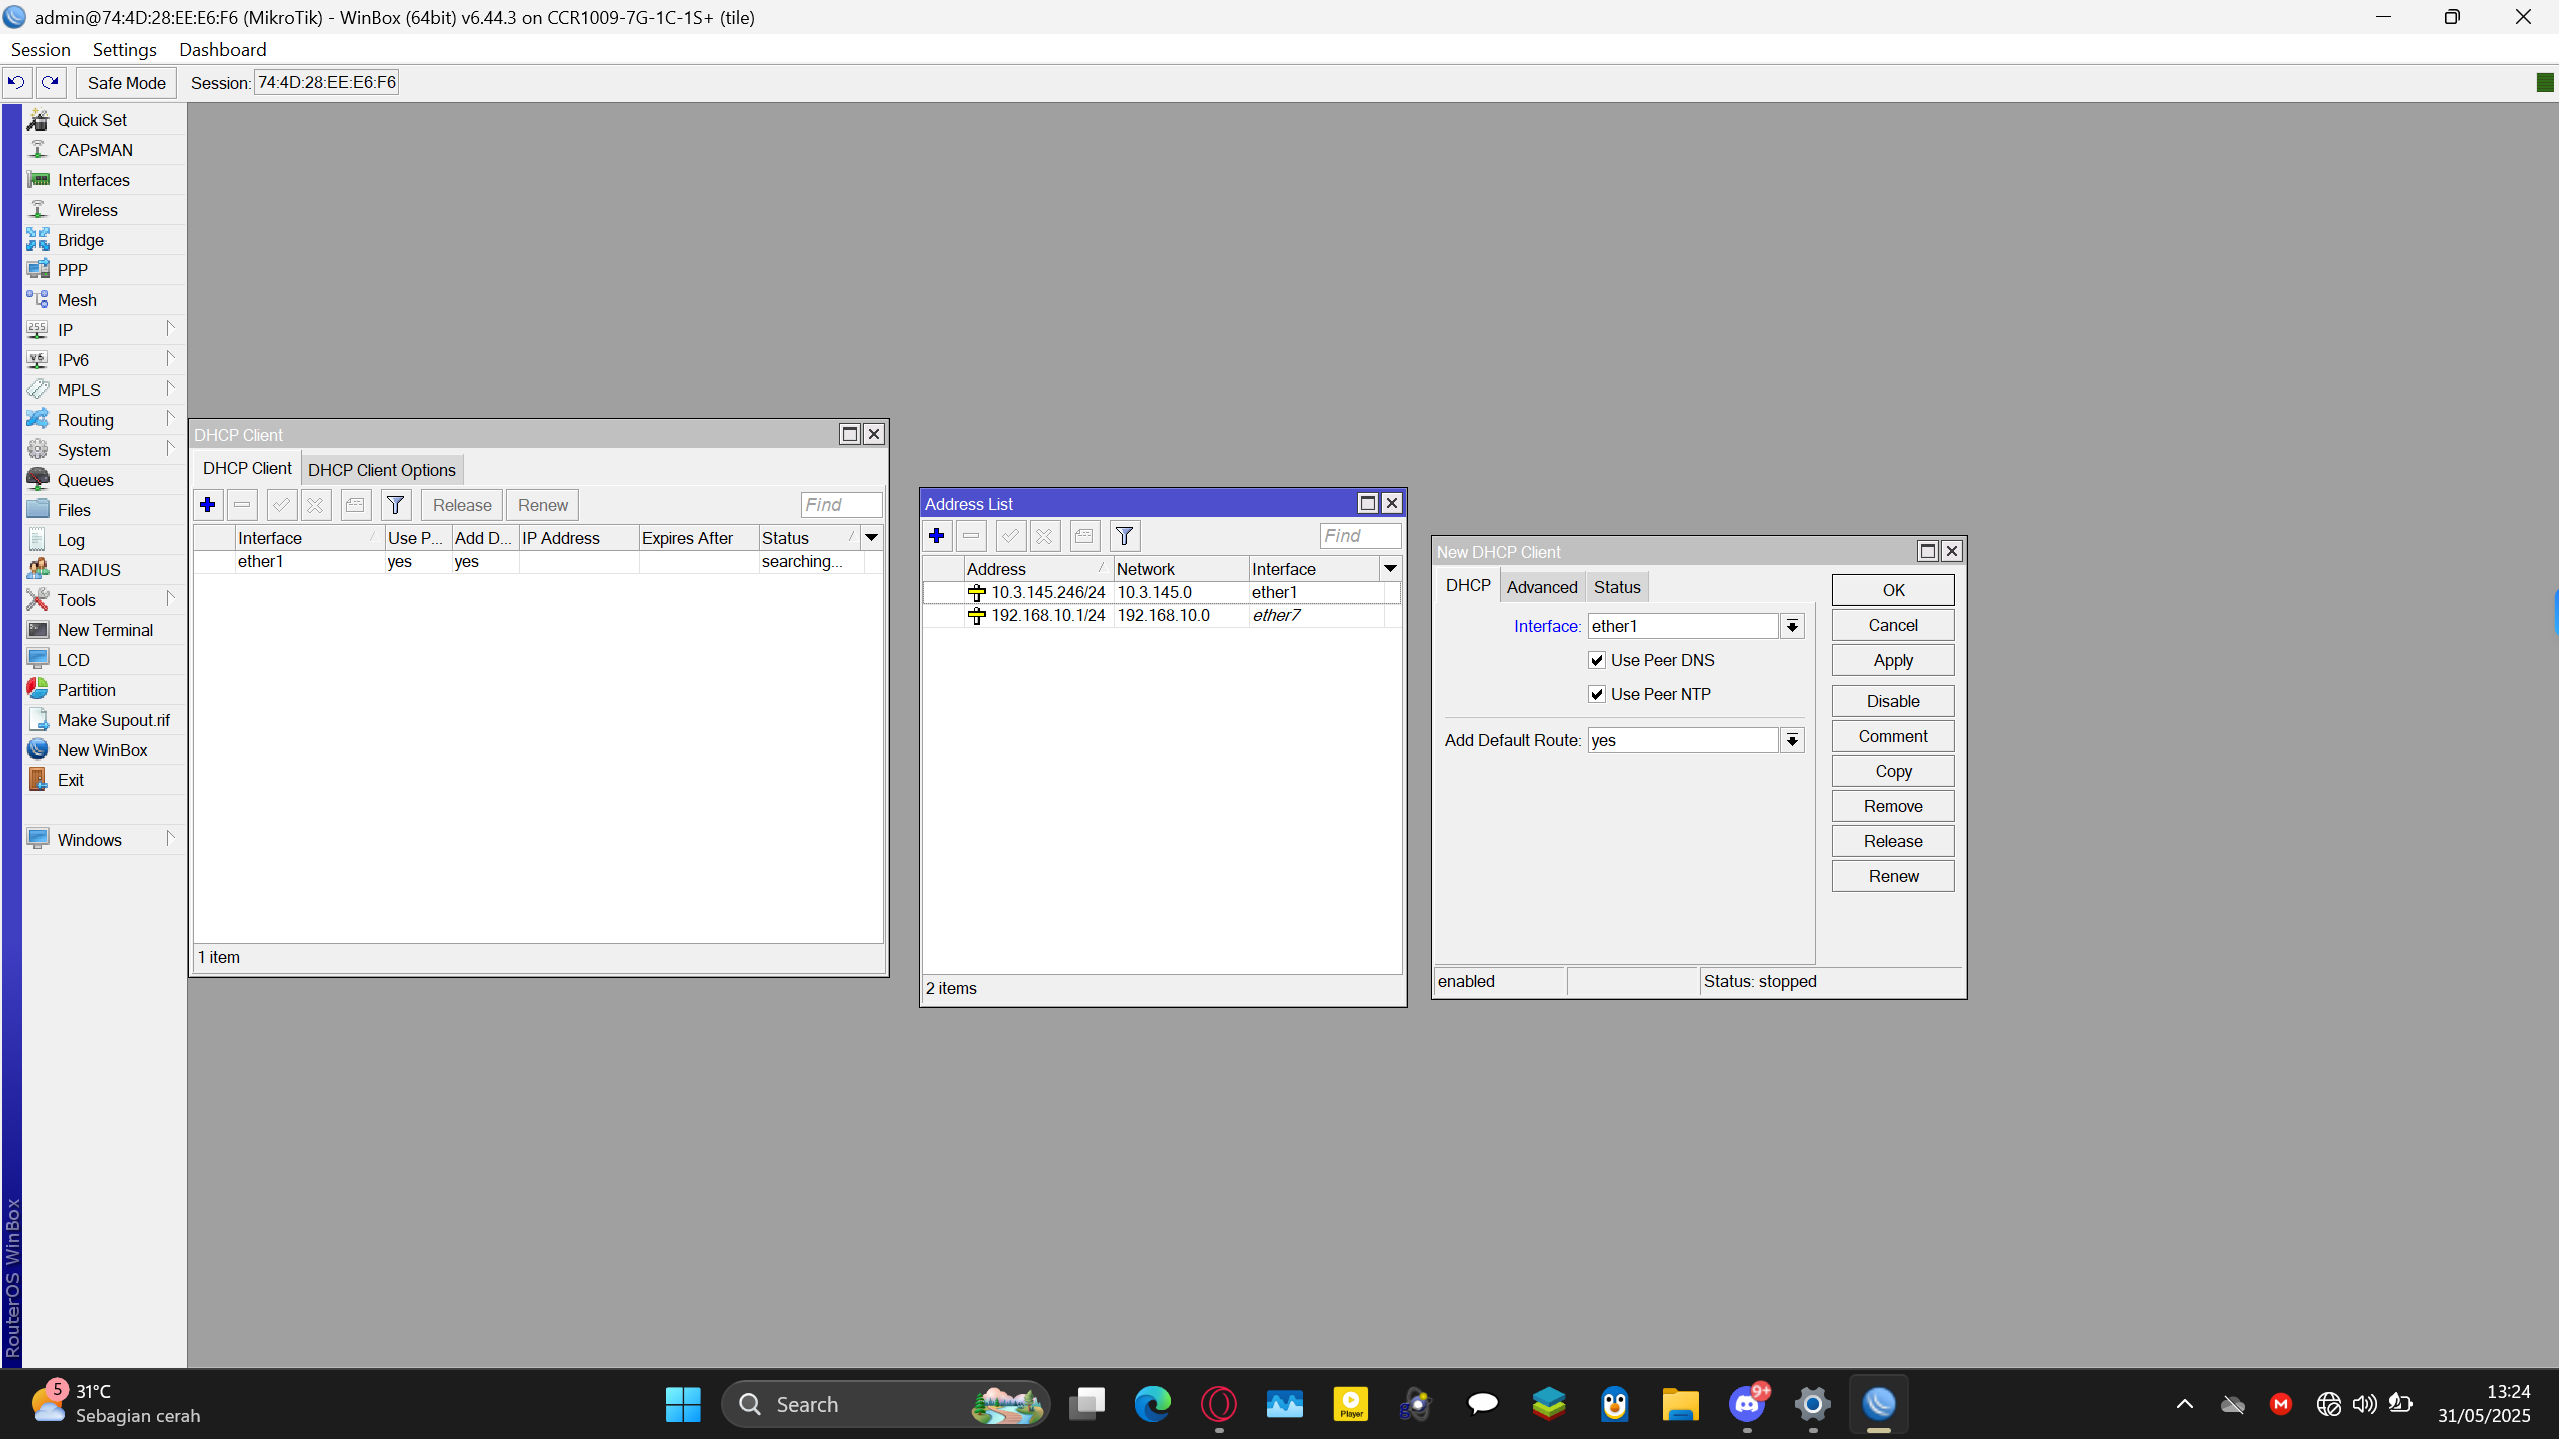 admin@74:4D:28:EE:E6:F6 (MikroTik) - WinBox (64bit) v6.44.3 on CCR1009-7G-1C-1S+ (tile)
Session Settings Dashboard
Safe Mode Session: 74:4D:28:EE:E6:F6
Quick Set
CAPsMAN
Interfaces
Wireless
Bridge
PPP
Mesh
IP
IPv6
MPLS
Routing
System
Queues
Files
Log
RADIUS
Tools
New Terminal
LCD
Partition
Make Supout.rif
New WinBox
Exit
Windows
RouterOS WinBox
DHCP Client
DHCP Client DHCP Client Options
Release Renew Find
Interface Use P... Add D... IP Address Expires After Status
ether1 yes yes searching...
1 item
Address List
Find
Address Network Interface
10.3.145.246/24 10.3.145.0 ether1
192.168.10.1/24 192.168.10.0 ether7
2 items
New DHCP Client
DHCP Advanced Status
Interface: ether1
Use Peer DNS
Use Peer NTP
Add Default Route: yes
OK
Cancel
Apply
Disable
Comment
Copy
Remove
Release
Renew
enabled Status: stopped
5
31°C
Sebagian cerah
Search
Player
9+
13:24
31/05/2025